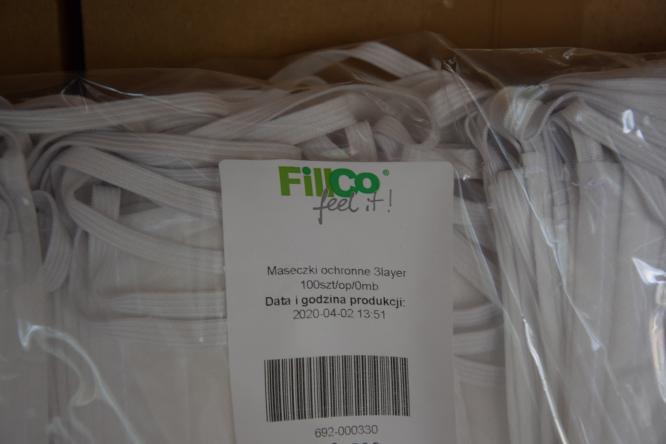 FillCo®
feel it!
Maseczki ochronne 3layer
100szt/op/0mb
Data i godzina produkcji:
2020-04-02 13:51
692-000330